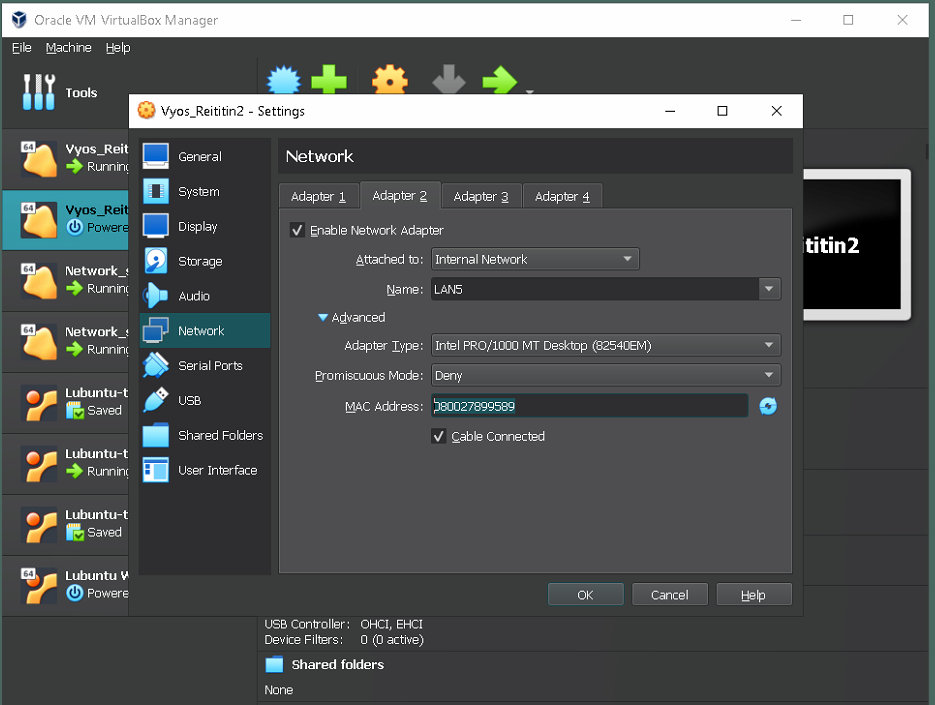 Oracle VM VirtualBox Manager
File Machine Help
Tools
Vyos_Reititin2 - Settings
64 Vyos_Reit
Running
64 Vyos_Reit
Powere
64 Network_s
Running
64 Network_s
Running
Lubuntu-t
Saved
Lubuntu-t
Running
Lubuntu-t
Saved
64 Lubuntu W
Powere
General
System
Display
Storage
Audio
Network
Serial Ports
USB
Shared Folders
User Interface
Network
Adapter 1 Adapter 2 Adapter 3 Adapter 4
Enable Network Adapter
Attached to: Internal Network
Name: LAN5
Advanced
Adapter Type: Intel PRO/1000 MT Desktop (82540EM)
Promiscuous Mode: Deny
MAC Address: 080027899589
Cable Connected
OK Cancel Help
ititin2
USB Controller: OHCI, EHCI
Device Filters: 0 (0 active)
Shared folders
None